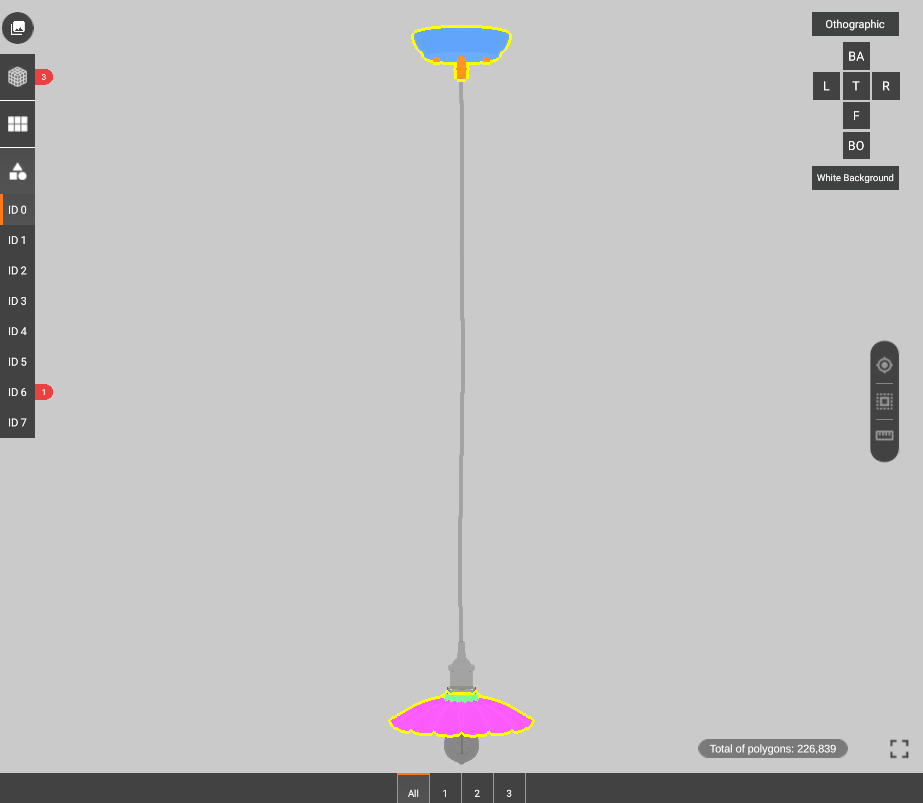 Othographic
BA
L T R
F
BO
White Background
3
ID 0
ID 1
ID 2
ID 3
ID 4
ID 5
ID 6 1
ID 7
Total of polygons: 226,839
All 1 2 3